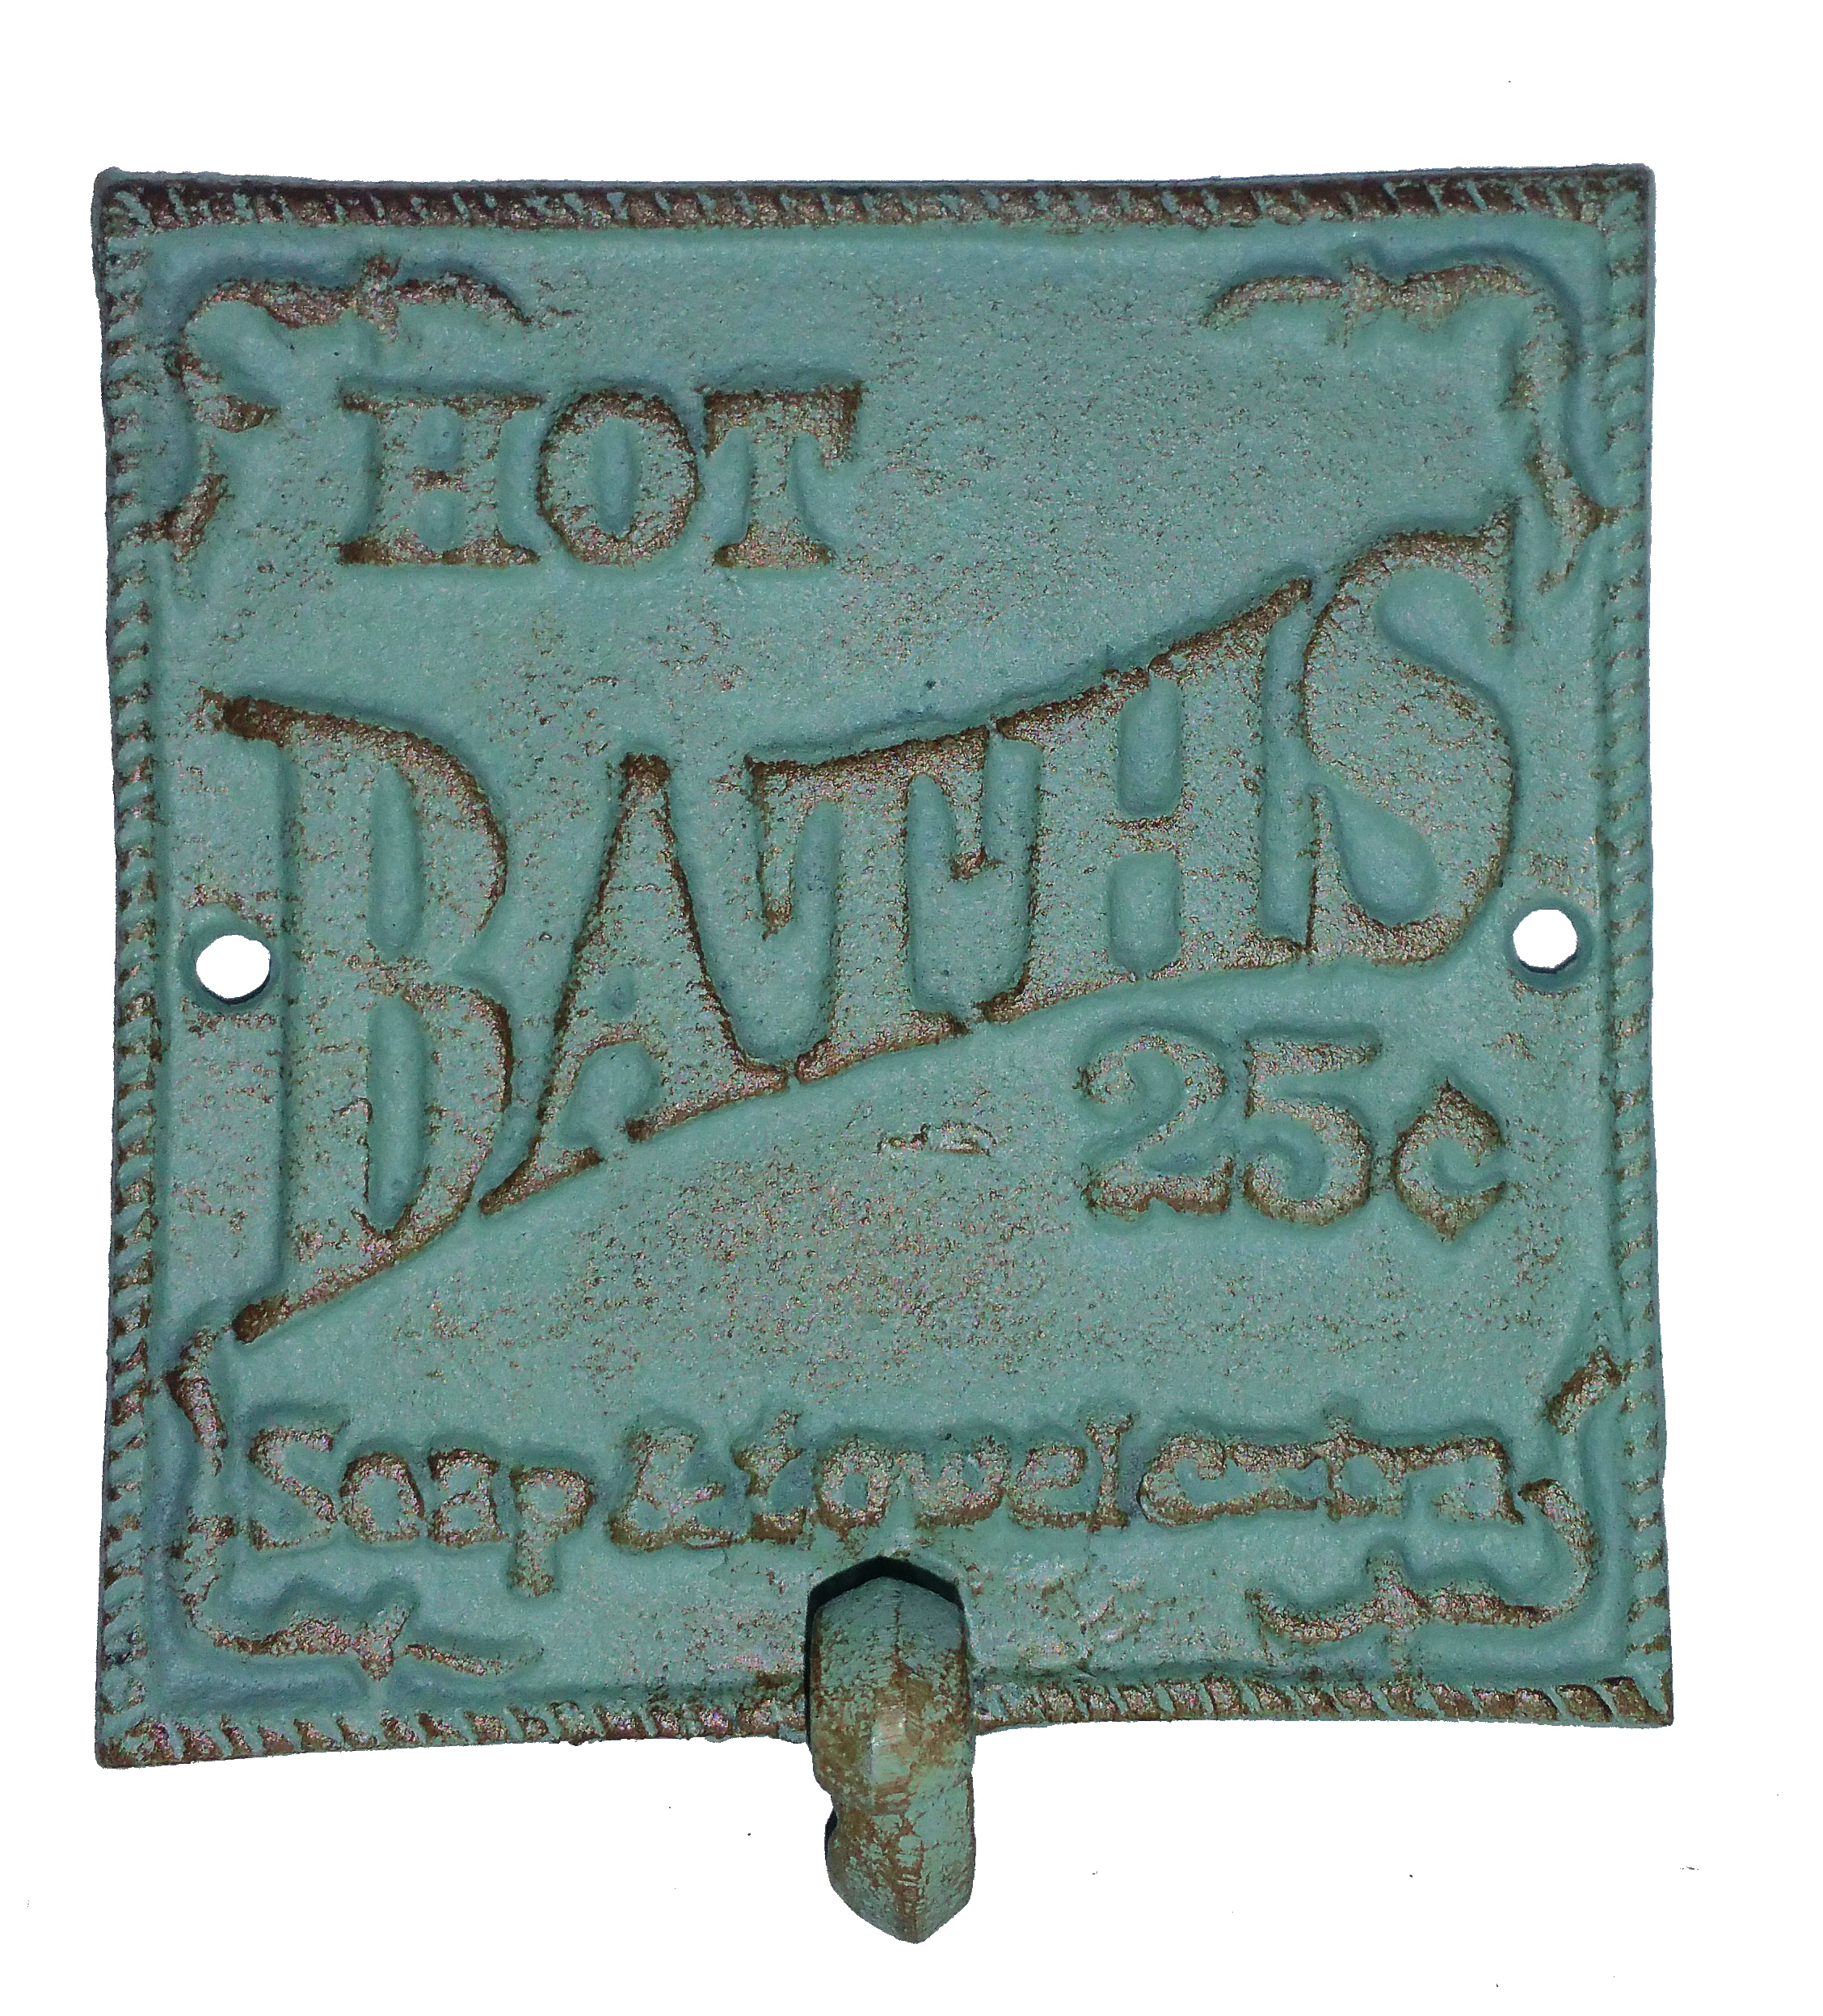 HOT
BATHS
25¢
Soap & towel extra